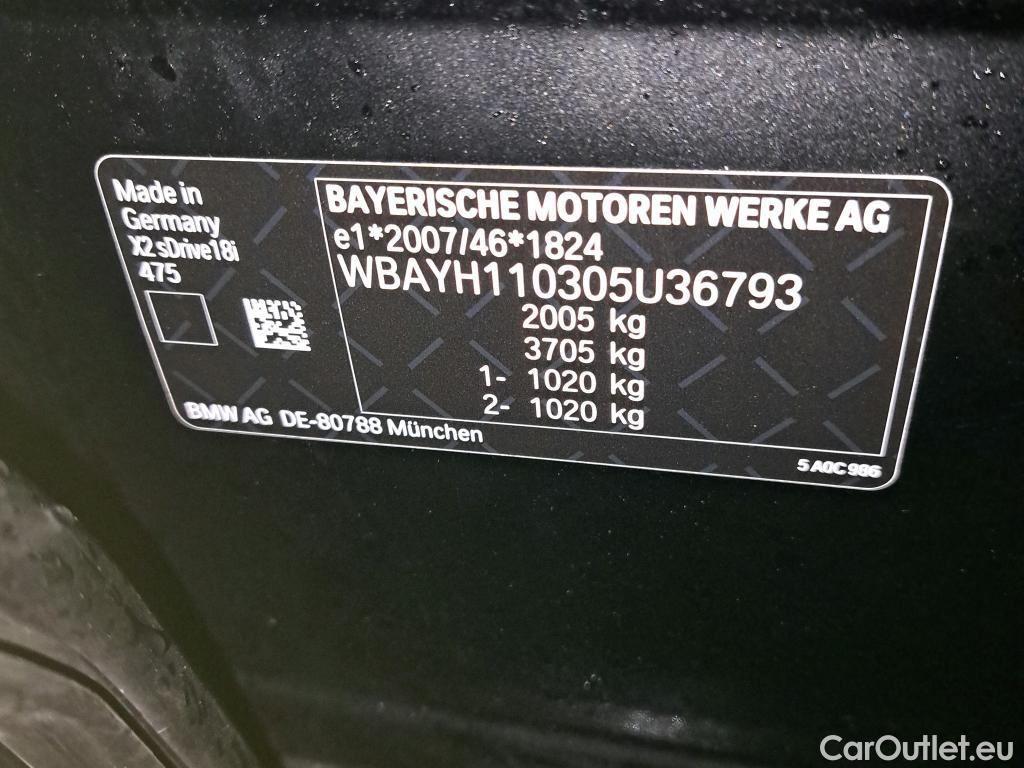 Made in
Germany
X2 sDrive18i
475
BAYERISCHE MOTOREN WERKE AG
e1*2007/46*1824
WBAYH110305U36793
2005 kg
3705 kg
1- 1020 kg
2- 1020 kg
BMW AG DE-80788 München
5 A0C 986
CarOutlet.eu